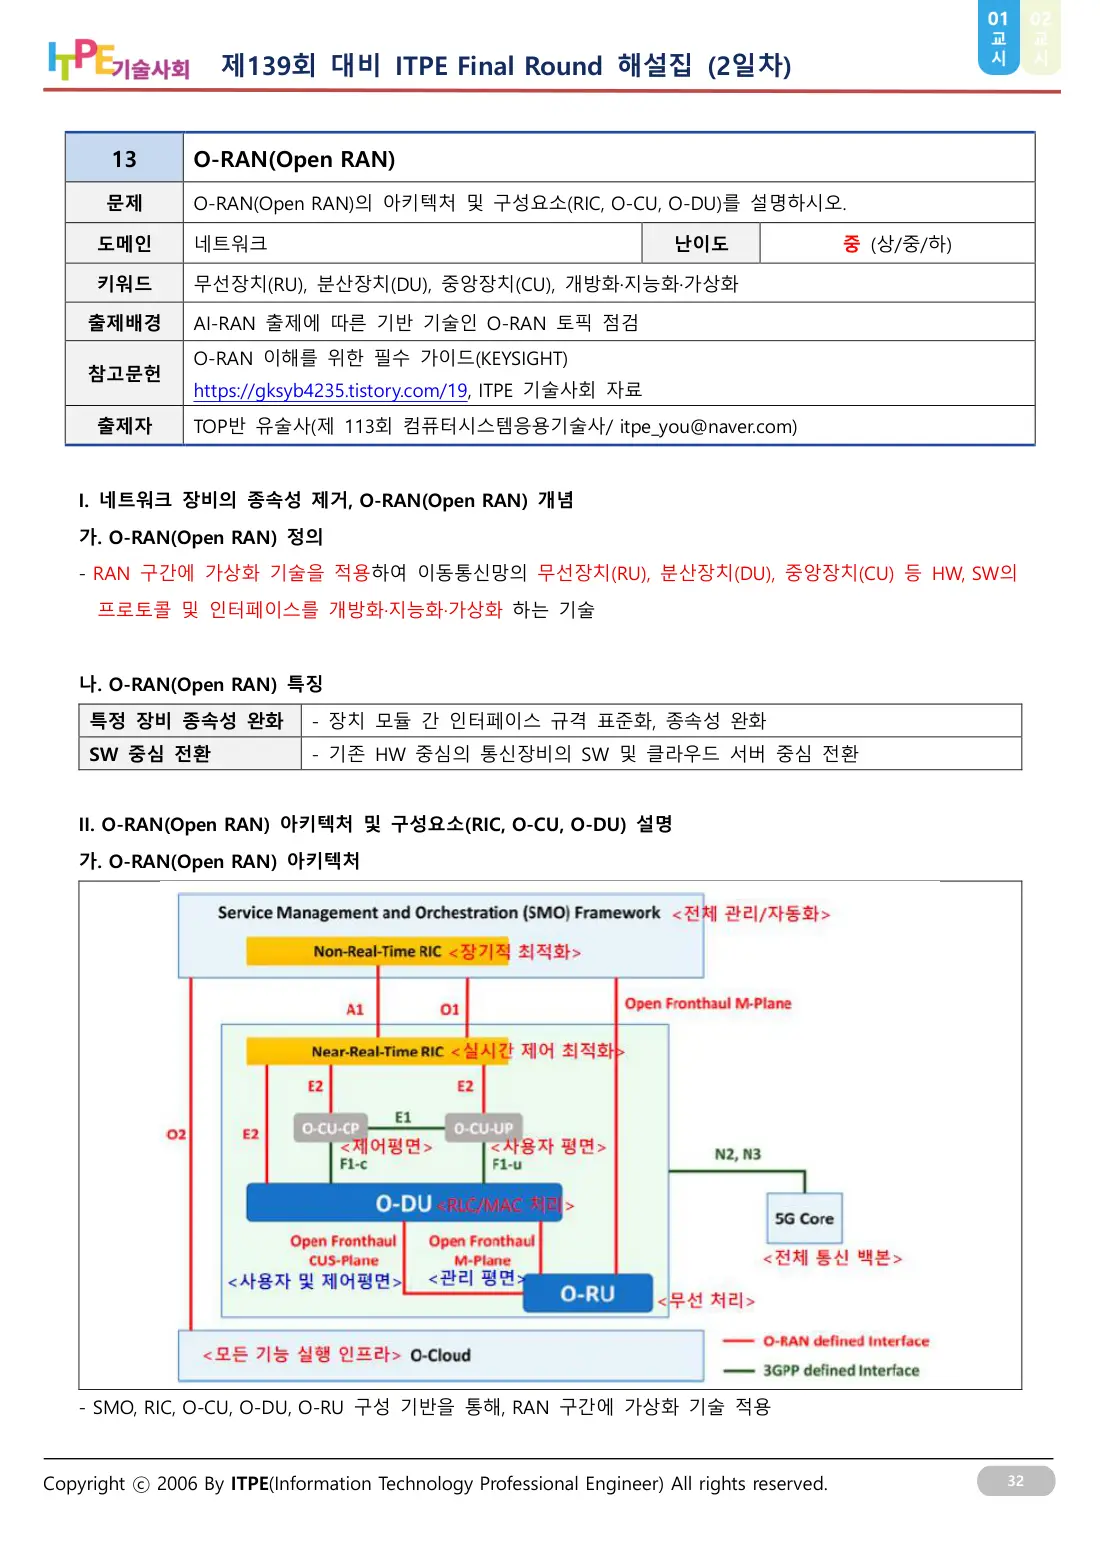 01
교
시
02
교
시
ITPE기술사회
제139회 대비 ITPE Final Round 해설집 (2일차)
13 O-RAN(Open RAN)
문제 O-RAN(Open RAN)의 아키텍처 및 구성요소(RIC, O-CU, O-DU)를 설명하시오.
도메인 네트워크 난이도 중 (상/중/하)
키워드 무선장치(RU), 분산장치(DU), 중앙장치(CU), 개방화·지능화·가상화
출제배경 AI-RAN 출제에 따른 기반 기술인 O-RAN 토픽 점검
참고문헌 O-RAN 이해를 위한 필수 가이드(KEYSIGHT)
https://gksyb4235.tistory.com/19, ITPE 기술사회 자료
출제자 TOP반 유술사(제 113회 컴퓨터시스템응용기술사/ itpe_you@naver.com)
I. 네트워크 장비의 종속성 제거, O-RAN(Open RAN) 개념
가. O-RAN(Open RAN) 정의
- RAN 구간에 가상화 기술을 적용하여 이동통신망의 무선장치(RU), 분산장치(DU), 중앙장치(CU) 등 HW, SW의
프로토콜 및 인터페이스를 개방화·지능화·가상화 하는 기술
나. O-RAN(Open RAN) 특징
특정 장비 종속성 완화 - 장치 모듈 간 인터페이스 규격 표준화, 종속성 완화
SW 중심 전환 - 기존 HW 중심의 통신장비의 SW 및 클라우드 서버 중심 전환
II. O-RAN(Open RAN) 아키텍처 및 구성요소(RIC, O-CU, O-DU) 설명
가. O-RAN(Open RAN) 아키텍처
Service Management and Orchestration (SMO) Framework <전체 관리/자동화>
Non-Real-Time RIC <장기적 최적화>
A1 O1 Open Fronthaul M-Plane
Near-Real-Time RIC <실시간 제어 최적화>
E2 E2
O-CU-CP E1 O-CU-UP
O2 E2 <제어평면> <사용자 평면>
F1-c F1-u
N2, N3
O-DU <RLC/MAC 처리>
5G Core
<전체 통신 백본>
Open Fronthaul Open Fronthaul
CUS-Plane M-Plane
<사용자 및 제어평면> <관리 평면>
O-RU <무선 처리>
<모든 기능 실행 인프라> O-Cloud
O-RAN defined Interface
3GPP defined Interface
- SMO, RIC, O-CU, O-DU, O-RU 구성 기반을 통해, RAN 구간에 가상화 기술 적용
Copyright ⓒ 2006 By ITPE(Information Technology Professional Engineer) All rights reserved.
32